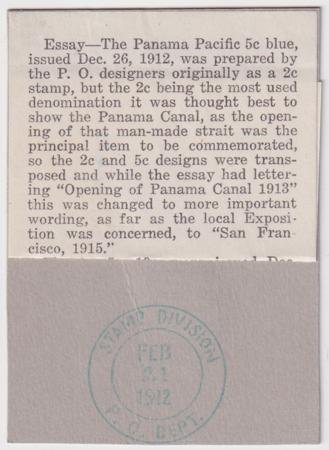 Essay—The Panama Pacific 5c blue,
issued Dec. 26, 1912, was prepared by
the P. O. designers originally as a 2c
stamp, but the 2c being the most used
denomination it was thought best to
show the Panama Canal, as the open-
ing of that man-made strait was the
principal item to be commemorated,
so the 2c and 5c designs were trans-
posed and while the essay had letter-
ing “Opening of Panama Canal 1913”
this was changed to more important
wording, as far as the local Exposi-
tion was concerned, to “San Fran-
cisco, 1915.”
STAMP DIVISION
FEB
21
1912
P. O. DEPT.